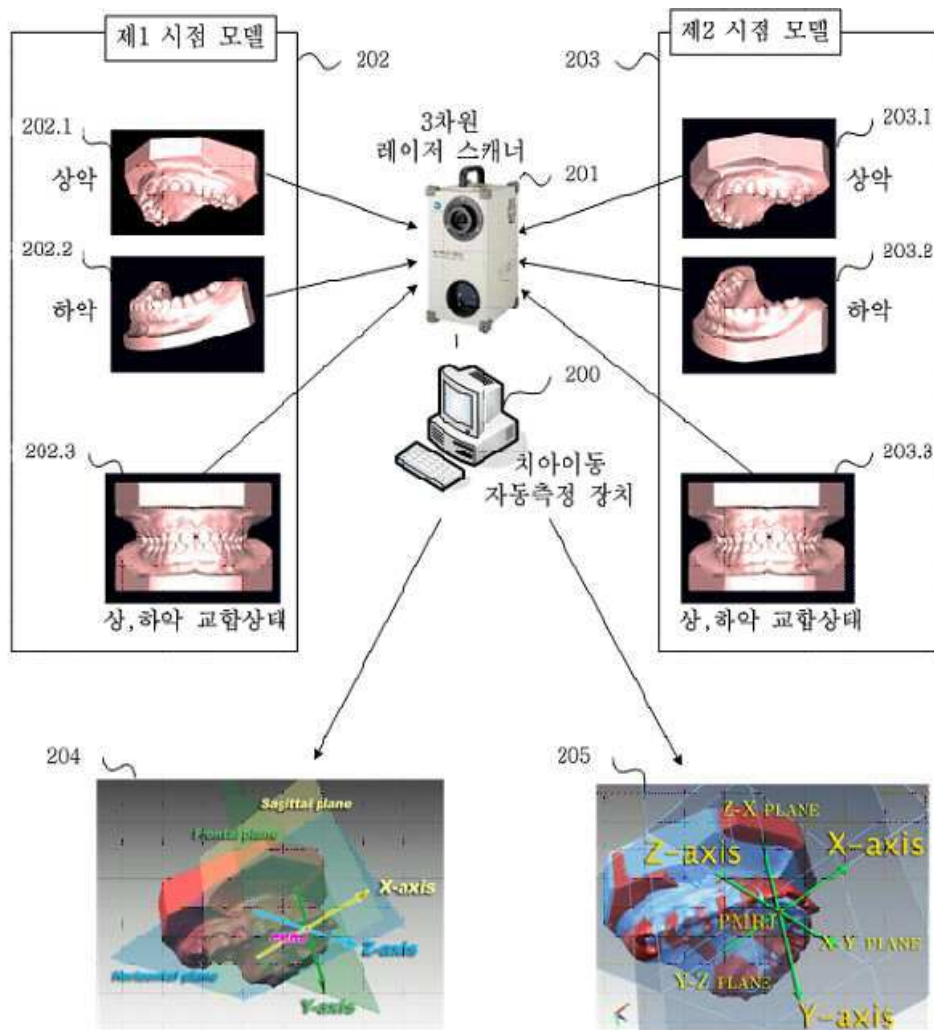 제1 시점 모델
202
203
제2 시점 모델
202.1
상악
202.2
하악
202.3
상,하악 교합상태
3차원
레이저 스캐너
201
200
치아이동
자동측정 장치
203.1
상악
203.2
하악
203.3
상,하악 교합상태
204
Sagittal plane
Frontal plane
X-axis
Z-axis
Horizontal plane
Y-axis
205
Z-X PLANE
Z-axis
X-axis
PMRJ
X-Y PLANE
Y-Z PLANE
Y-axis